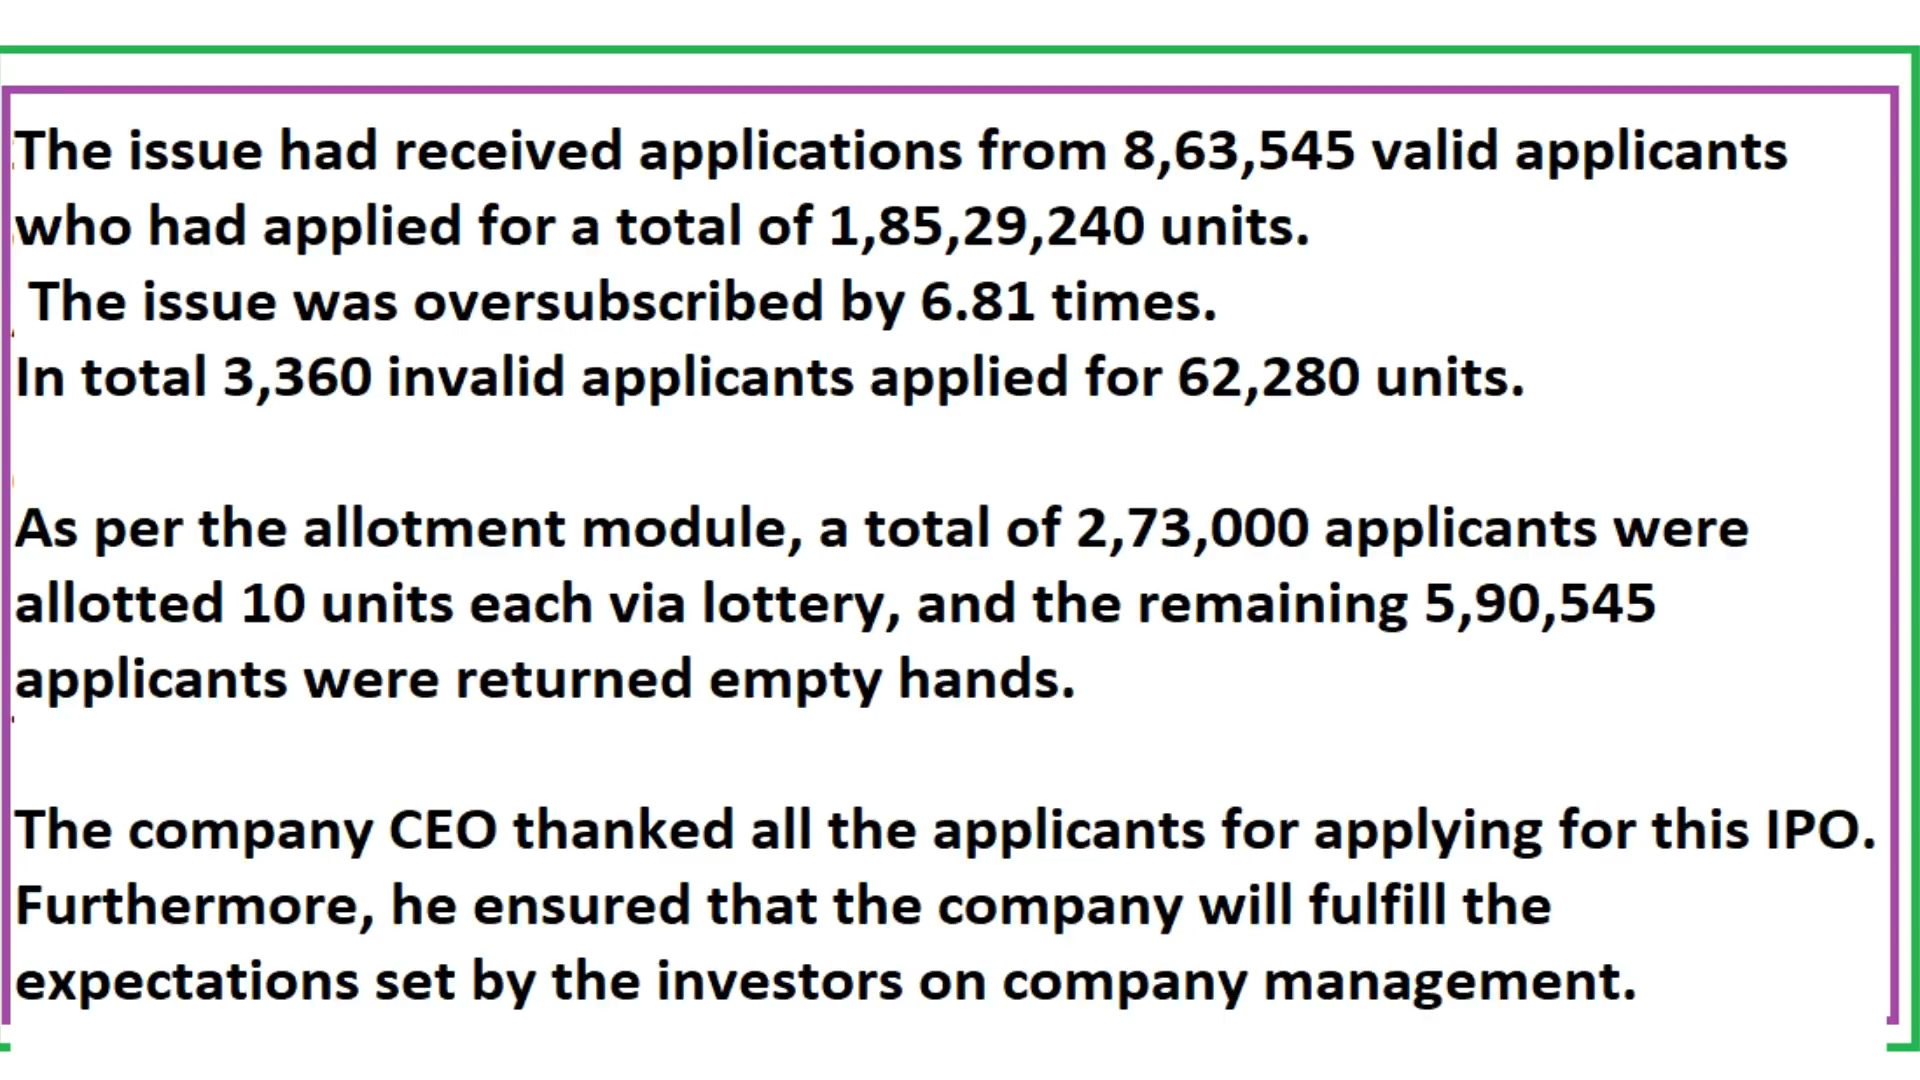 The issue had received applications from 8,63,545 valid applicants
who had applied for a total of 1,85,29,240 units.
The issue was oversubscribed by 6.81 times.
In total 3,360 invalid applicants applied for 62,280 units.
As per the allotment module, a total of 2,73,000 applicants were
allotted 10 units each via lottery, and the remaining 5,90,545
applicants were returned empty hands.
The company CEO thanked all the applicants for applying for this IPO.
Furthermore, he ensured that the company will fulfill the
expectations set by the investors on company management.